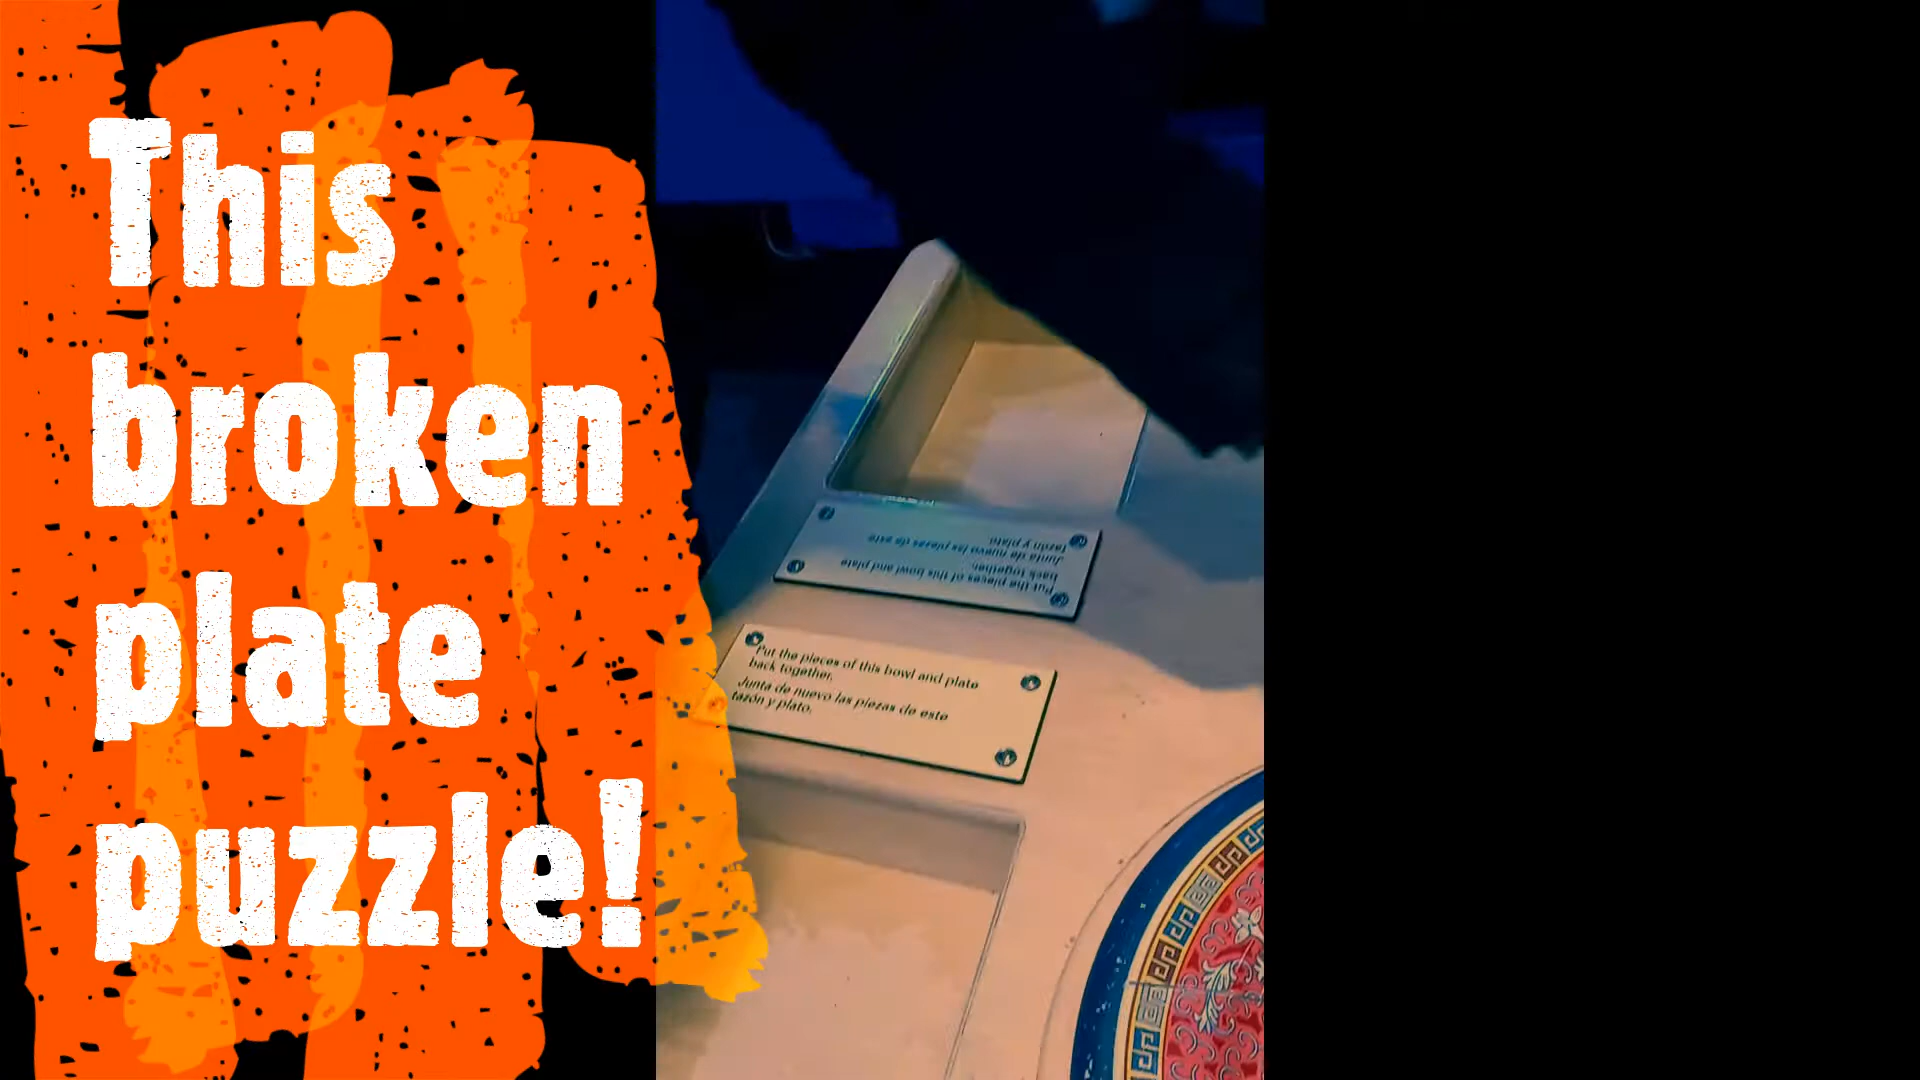 This
broken
plate
puzzle!
Put the pieces of this bowl and plate
back together.
Junta de nuevo las piezas de este
tazón y plato.
Put the pieces of this bowl and plate
back together.
Junta de nuevo las piezas de este
tazón y plato.